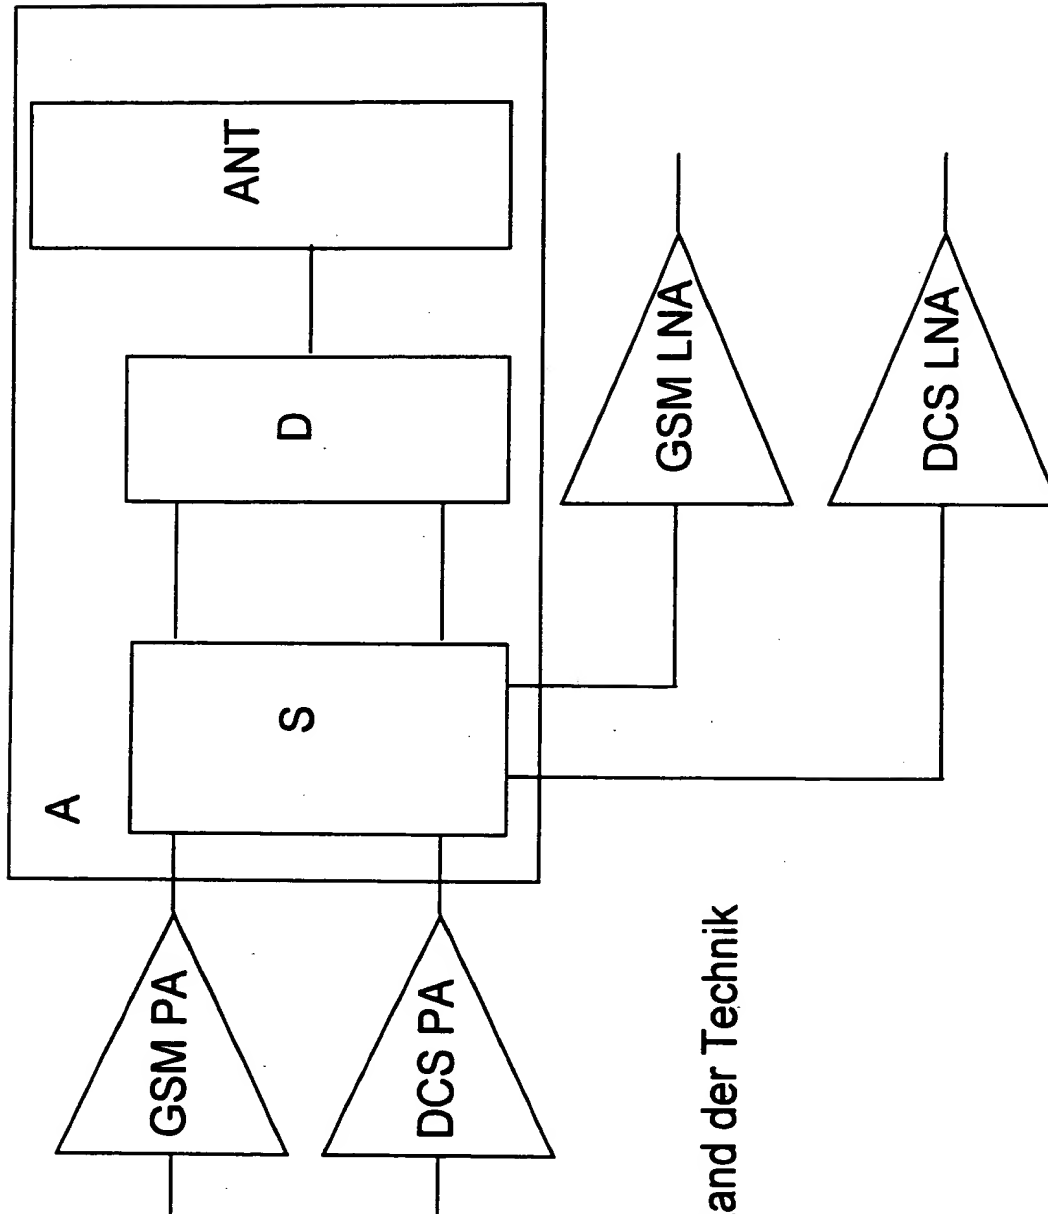 A
GSM PA
DCS PA
S
D
ANT
GSM LNA
DCS LNA
and der Technik